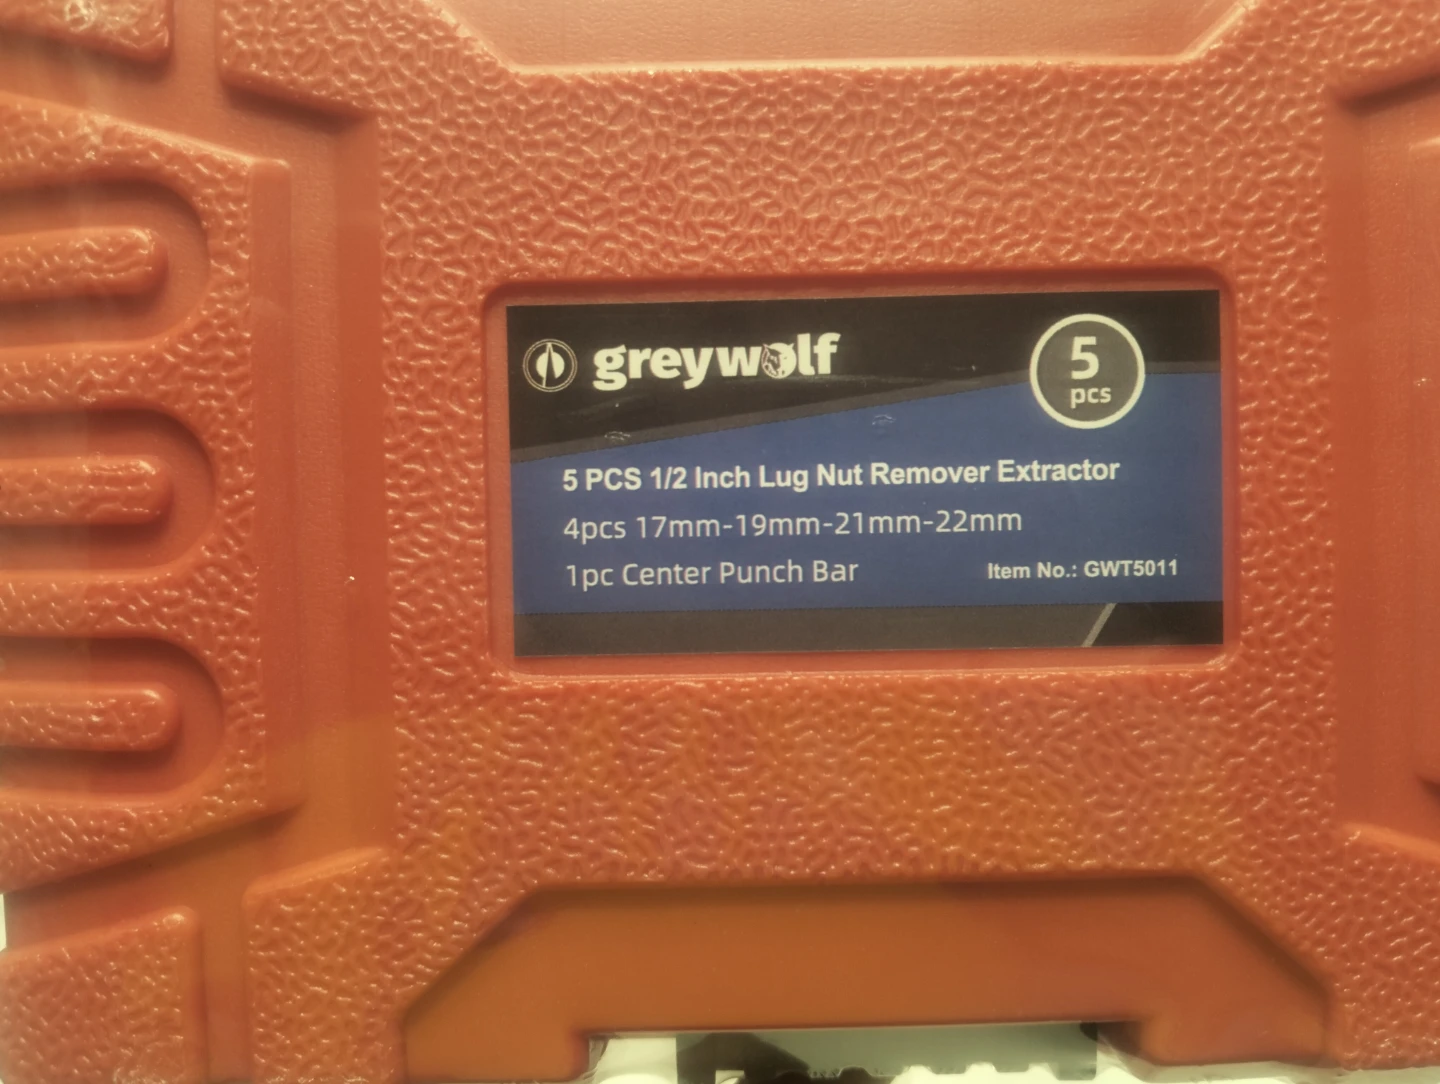 greywolf
5
pcs
5 PCS 1/2 Inch Lug Nut Remover Extractor
4pcs 17mm-19mm-21mm-22mm
1pc Center Punch Bar
Item No.: GWT5011